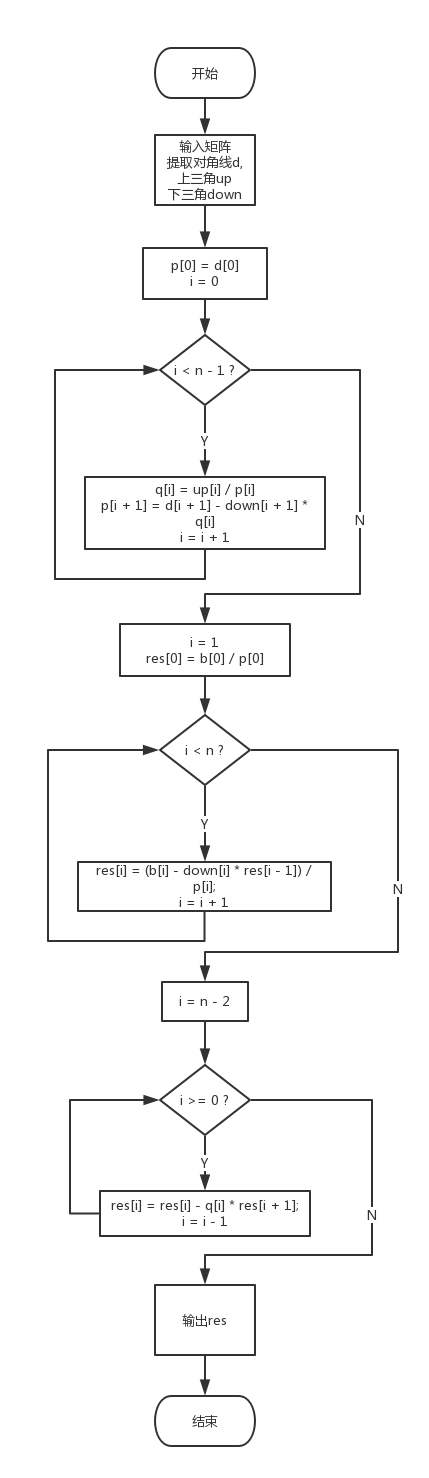 开始
输入矩阵
提取对角线d,
上三角up
下三角down
p[0] = d[0]
i = 0
i < n - 1 ?
Y
q[i] = up[i] / p[i]
p[i + 1] = d[i + 1] - down[i + 1] *
q[i]
i = i + 1
N
i = 1
res[0] = b[0] / p[0]
i < n ?
Y
res[i] = (b[i] - down[i] * res[i - 1]) /
p[i];
i = i + 1
N
i = n - 2
i >= 0 ?
Y
res[i] = res[i] - q[i] * res[i + 1];
i = i - 1
N
输出res
结束